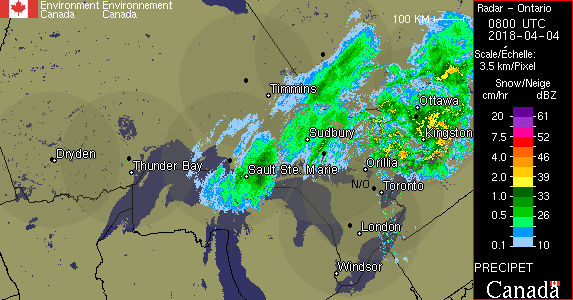 Environment Environnement
Canada Canada
100 KM
Timmins
Ottawa
Sudbury
Kingston
Dryden
Thunder Bay
Sault Ste. Marie
Orillia
N/O
Toronto
London
Windsor
Radar - Ontario
0800 UTC
2018-04-04
Scale/Échelle:
3.5 km/Pixel
Snow/Neige
cm/hr dBZ
20 61
7.5 57
5.2 52
4.0 46
2.0 39
1.0 33
0.5 26
0.1 10
PRECIPET
Canada